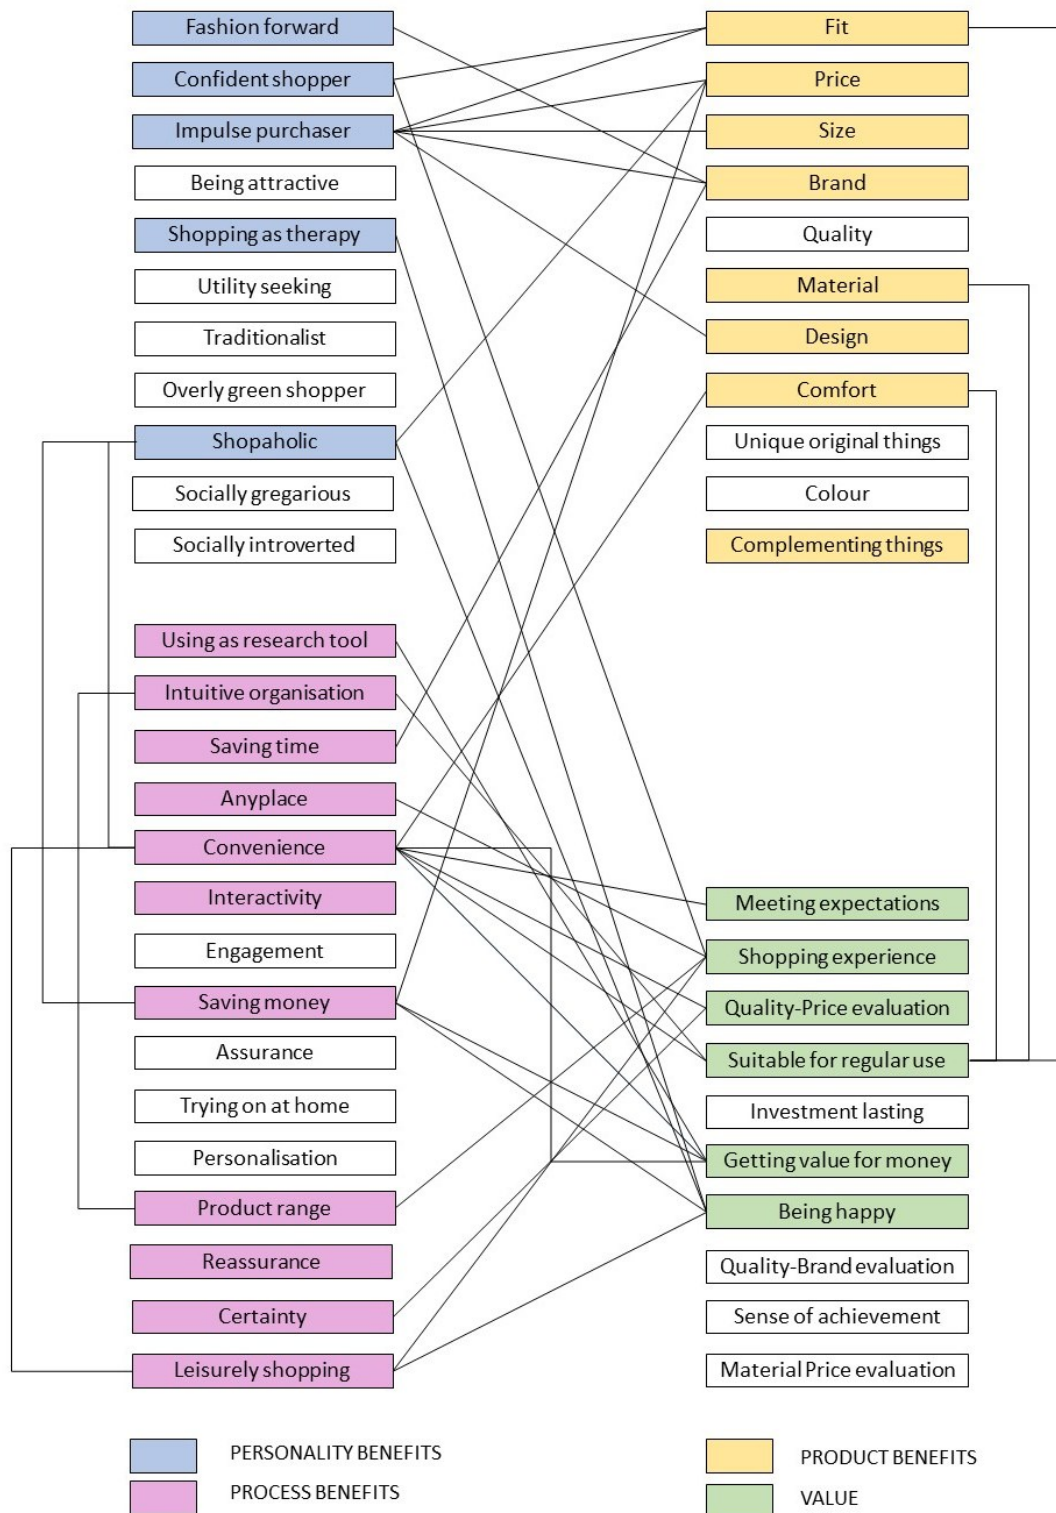 Fashion forward
Confident shopper
Impulse purchaser
Being attractive
Shopping as therapy
Utility seeking
Traditionalist
Overly green shopper
Shopaholic
Socially gregarious
Socially introverted
Using as research tool
Intuitive organisation
Saving time
Anyplace
Convenience
Interactivity
Engagement
Saving money
Assurance
Trying on at home
Personalisation
Product range
Reassurance
Certainty
Leisurely shopping
Fit
Price
Size
Brand
Quality
Material
Design
Comfort
Unique original things
Colour
Complementing things
Meeting expectations
Shopping experience
Quality-Price evaluation
Suitable for regular use
Investment lasting
Getting value for money
Being happy
Quality-Brand evaluation
Sense of achievement
Material Price evaluation
PERSONALITY BENEFITS
PROCESS BENEFITS
PRODUCT BENEFITS
VALUE